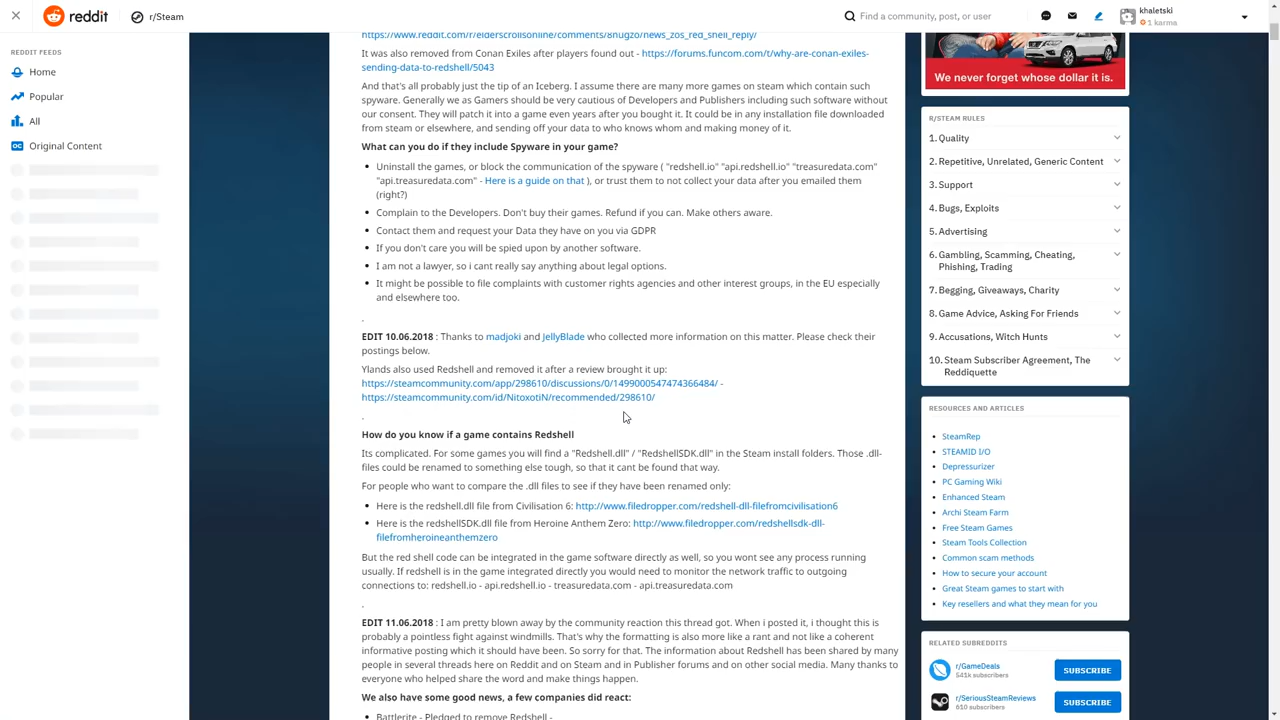 reddit
r/Steam
Find a community, post, or user
khaletski
1 karma
REDDIT FEEDS
Home
Popular
All
Original Content
https://www.reddit.com/r/elderscrollsonline/comments/8nugzo/news_zos_red_shell_reply/
It was also removed from Conan Exiles after players found out - https://forums.funcom.com/t/why-are-conan-exiles-
sending-data-to-redshell/5043
And that's all probably just the tip of an Iceberg. I assume there are many more games on steam which contain such
spyware. Generally we as Gamers should be very cautious of Developers and Publishers including such software without
our consent. They will patch it into a game even years after you bought it. It could be in any installation file downloaded
from steam or elsewhere, and sending off your data to who knows whom and making money of it.
What can you do if they include Spyware in your game?
Uninstall the games, or block the communication of the spyware ( "redshell.io" "api.redshell.io" "treasuredata.com"
"api.treasuredata.com" - Here is a guide on that ), or trust them to not collect your data after you emailed them
(right?)
Complain to the Developers. Don't buy their games. Refund if you can. Make others aware.
Contact them and request your Data they have on you via GDPR
If you don't care you will be spied upon by another software.
I am not a lawyer, so i cant really say anything about legal options.
It might be possible to file complaints with customer rights agencies and other interest groups, in the EU especially
and elsewhere too.
.
EDIT 10.06.2018 : Thanks to madjoki and JellyBlade who collected more information on this matter. Please check their
postings below.
Ylands also used Redshell and removed it after a review brought it up:
https://steamcommunity.com/app/298610/discussions/0/1499000547474366484/ -
https://steamcommunity.com/id/NitoxotiN/recommended/298610/
.
How do you know if a game contains Redshell
Its complicated. For some games you will find a "Redshell.dll" / "RedshellSDK.dll" in the Steam install folders. Those .dll-
files could be renamed to something else tough, so that it cant be found that way.
For people who want to compare the .dll files to see if they have been renamed only:
Here is the redshell.dll file from Civilisation 6: http://www.filedropper.com/redshell-dll-filefromcivilisation6
Here is the redshellSDK.dll file from Heroine Anthem Zero: http://www.filedropper.com/redshellsdk-dll-
filefromheroineanthemzero
But the red shell code can be integrated in the game software directly as well, so you wont see any process running
usually. If redshell is in the game integrated directly you would need to monitor the network traffic to outgoing
connections to: redshell.io - api.redshell.io - treasuredata.com - api.treasuredata.com
.
EDIT 11.06.2018 : I am pretty blown away by the community reaction this thread got. When i posted it, i thought this is
probably a pointless fight against windmills. That's why the formatting is also more like a rant and not like a coherent
informative posting which it should have been. So sorry for that. The information about Redshell has been shared by many
people in several threads here on Reddit and on Steam and in Publisher forums and on other social media. Many thanks to
everyone who helped share the word and make things happen.
We also have some good news, a few companies did react:
Battlerite - Pledged to remove Redshell -
We never forget whose dollar it is.
R/STEAM RULES
1. Quality
2. Repetitive, Unrelated, Generic Content
3. Support
4. Bugs, Exploits
5. Advertising
6. Gambling, Scamming, Cheating,
Phishing, Trading
7. Begging, Giveaways, Charity
8. Game Advice, Asking For Friends
9. Accusations, Witch Hunts
10. Steam Subscriber Agreement, The
Reddiquette
RESOURCES AND ARTICLES
SteamRep
STEAMID I/O
Depressurizer
PC Gaming Wiki
Enhanced Steam
Archi Steam Farm
Free Steam Games
Steam Tools Collection
Common scam methods
How to secure your account
Great Steam games to start with
Key resellers and what they mean for you
RELATED SUBREDDITS
r/GameDeals
541k subscribers
SUBSCRIBE
r/SeriousSteamReviews
610 subscribers
SUBSCRIBE